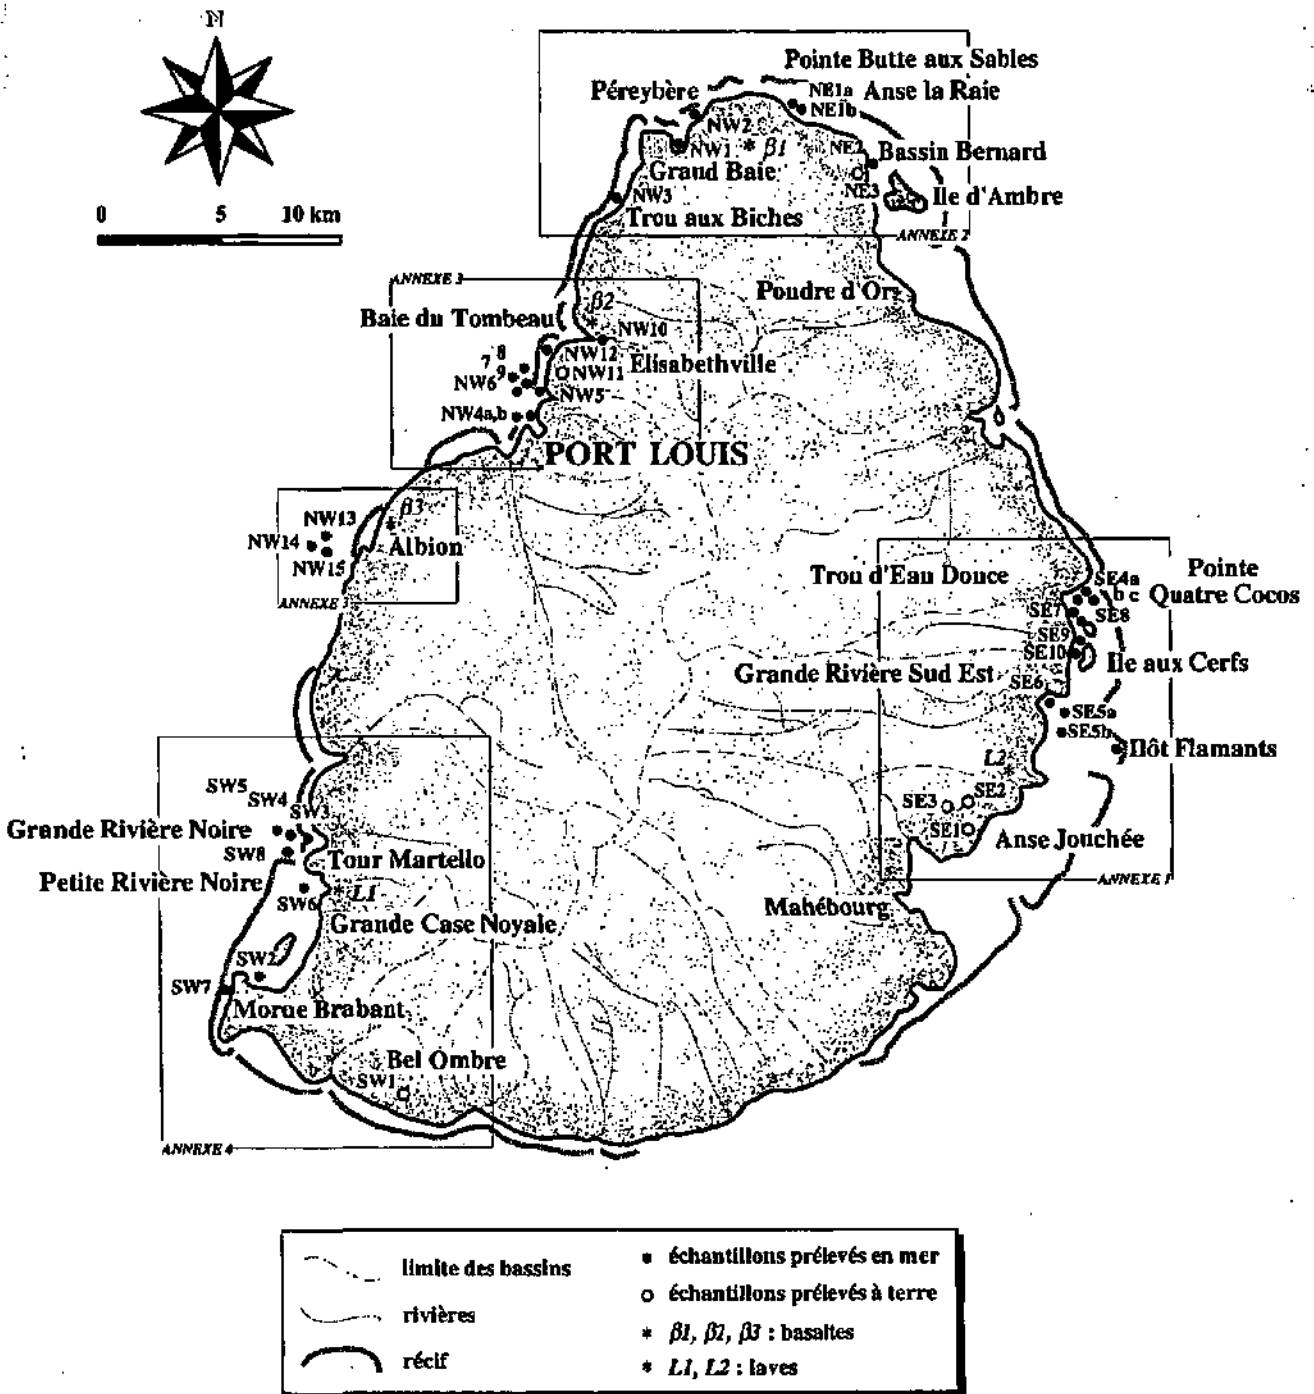 N
0 5 10 km
Pointe Butte aux Sables
Péreybère
NE1a
Anse la Raie
NE1b
NW2
NW1
β1
NE2
Bassin Bernard
Grand Baie
NE3
Ile d'Ambre
NW3
Trou aux Biches
1
ANNEXE 2
ANNEXE 3
Poudre d'Or
β2
Baie du Tombeau
NW10
NW12
Elisabethville
7 8
9
NW6
NW11
NW5
NW4a,b
PORT LOUIS
β3
NW13
NW14
Albion
NW15
ANNEXE 3
Trou d'Eau Douce
SE4a
Pointe
b c
Quatre Cocos
SE7
SE8
SE9
SE10
Ile aux Cerfs
Grande Rivière Sud Est
SE6
SE5a
SE5b
Ilôt Flamants
L2
SE3
SE2
SE1
Anse Jouchée
ANNEXE 1
SW5
SW4
SW3
Grande Rivière Noire
SW8
Tour Martello
Petite Rivière Noire
L1
SW6
Grande Case Noyale
Mahébourg
SW2
SW7
Morne Brabant
Bel Ombre
SW1
ANNEXE 4
limite des bassins
rivières
récif
échantillons prélevés en mer
échantillons prélevés à terre
* β1, β2, β3 : basaltes
* L1, L2 : laves